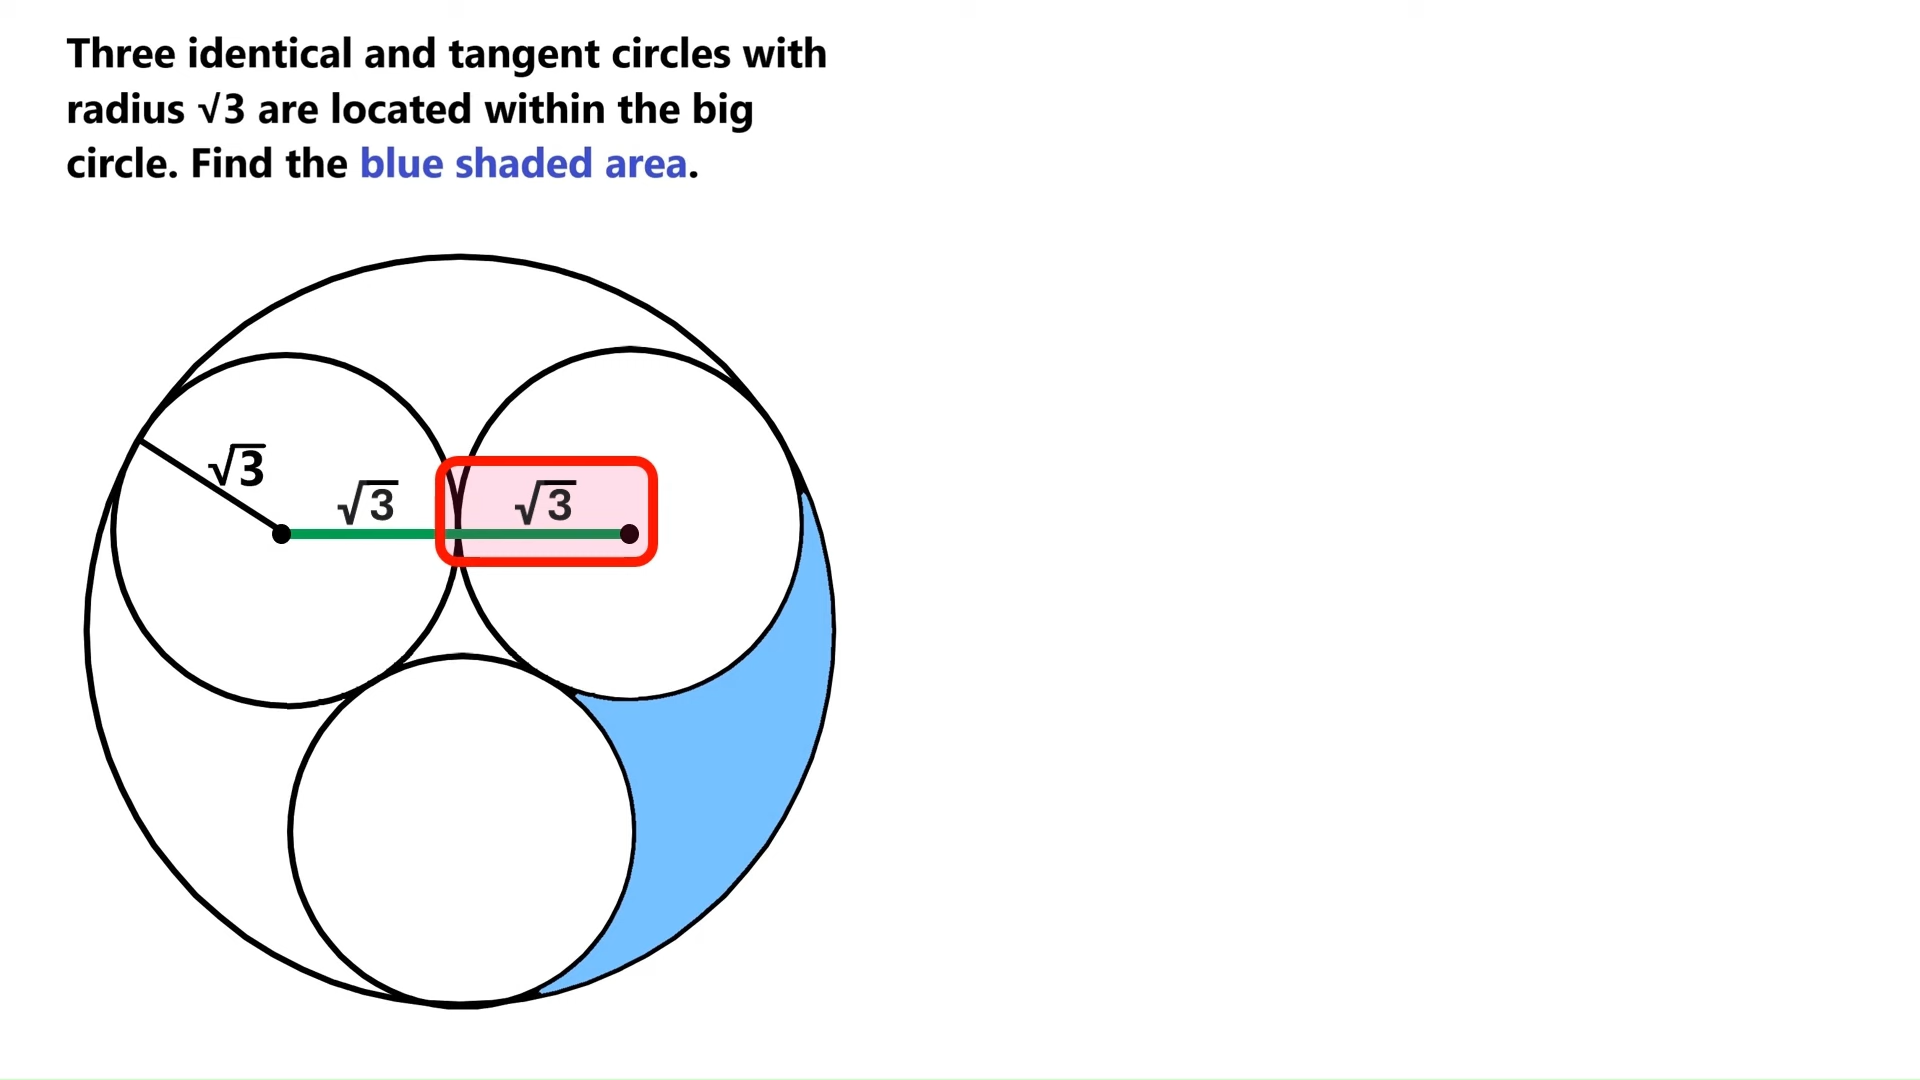 Three identical and tangent circles with
radius √3 are located within the big
circle. Find the blue shaded area.
√3
√3
√3